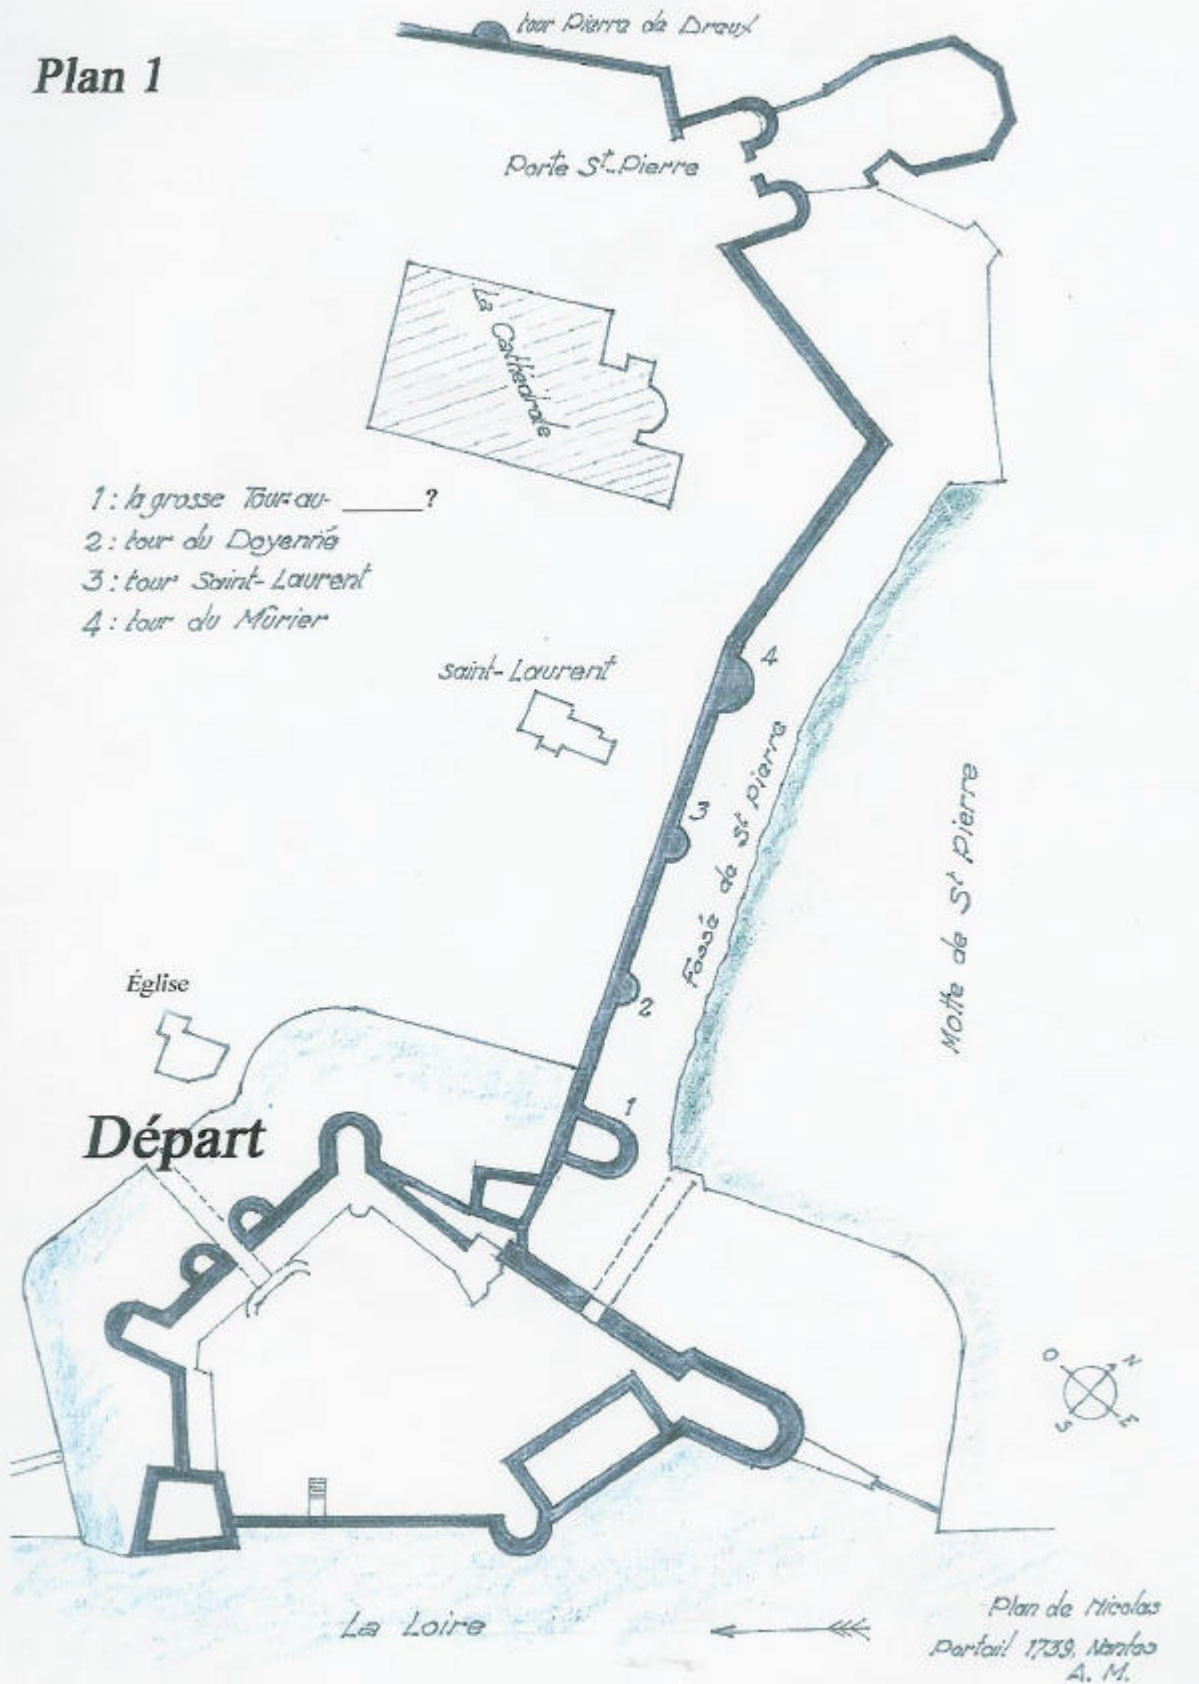 tour Pierre de Dreux
Plan 1
Porte St-Pierre
La Cathédrale
1 : la grosse Tour-au- ______ ?
2 : tour du Doyenné
3 : tour Saint-Laurent
4 : tour du Mûrier
4
Saint-Laurent
3
Fossé de St Pierre
Motte de St Pierre
2
Église
1
Départ
O
N
S
E
La Loire
Plan de Nicolas
Portail 1739, Nantes
A. M.